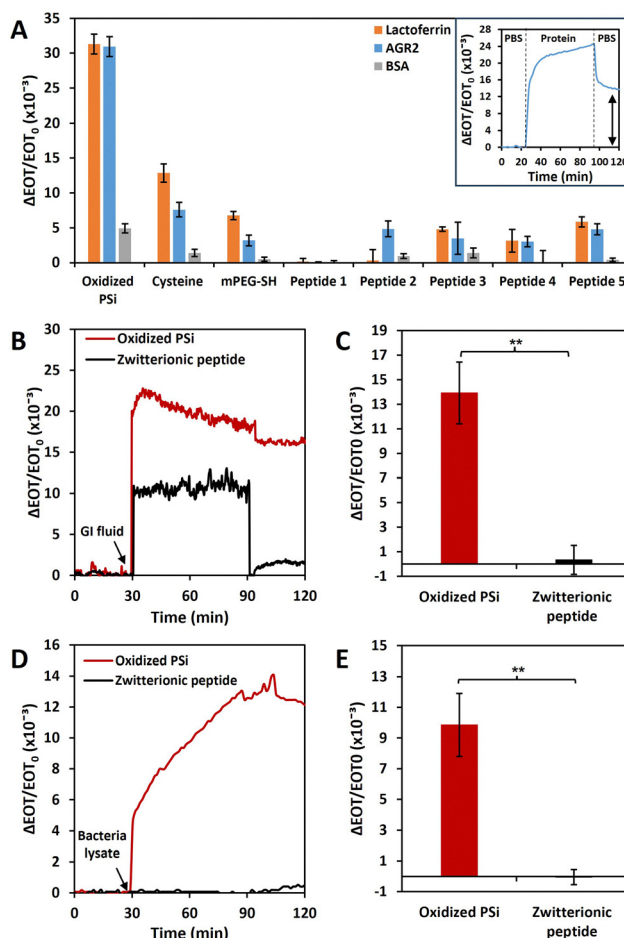 A
ΔEOT/EOT₀ (x10⁻³)
35
30
25
20
15
10
5
0
Lactoferrin
AGR2
BSA
Oxidized PSi
Cysteine
mPEG-SH
Peptide 1
Peptide 2
Peptide 3
Peptide 4
Peptide 5
ΔEOT/EOT₀ (x10⁻³)
28
24
20
16
12
8
4
0
PBS
Protein
PBS
0 20 40 60 80 100 120
Time (min)
B
ΔEOT/EOT₀ (x10⁻³)
30
25
20
15
10
5
0
Oxidized PSi
Zwitterionic peptide
GI fluid
0 30 60 90 120
Time (min)
C
ΔEOT/EOT0 (x10⁻³)
19
17
15
13
11
9
7
5
3
1
-1
**
Oxidized PSi
Zwitterionic
peptide
D
ΔEOT/EOT₀ (x10⁻³)
16
14
12
10
8
6
4
2
0
Oxidized PSi
Zwitterionic peptide
Bacteria
lysate
0 30 60 90 120
Time (min)
E
ΔEOT/EOT0 (x10⁻³)
15
13
11
9
7
5
3
1
-1
**
Oxidized PSi
Zwitterionic
peptide